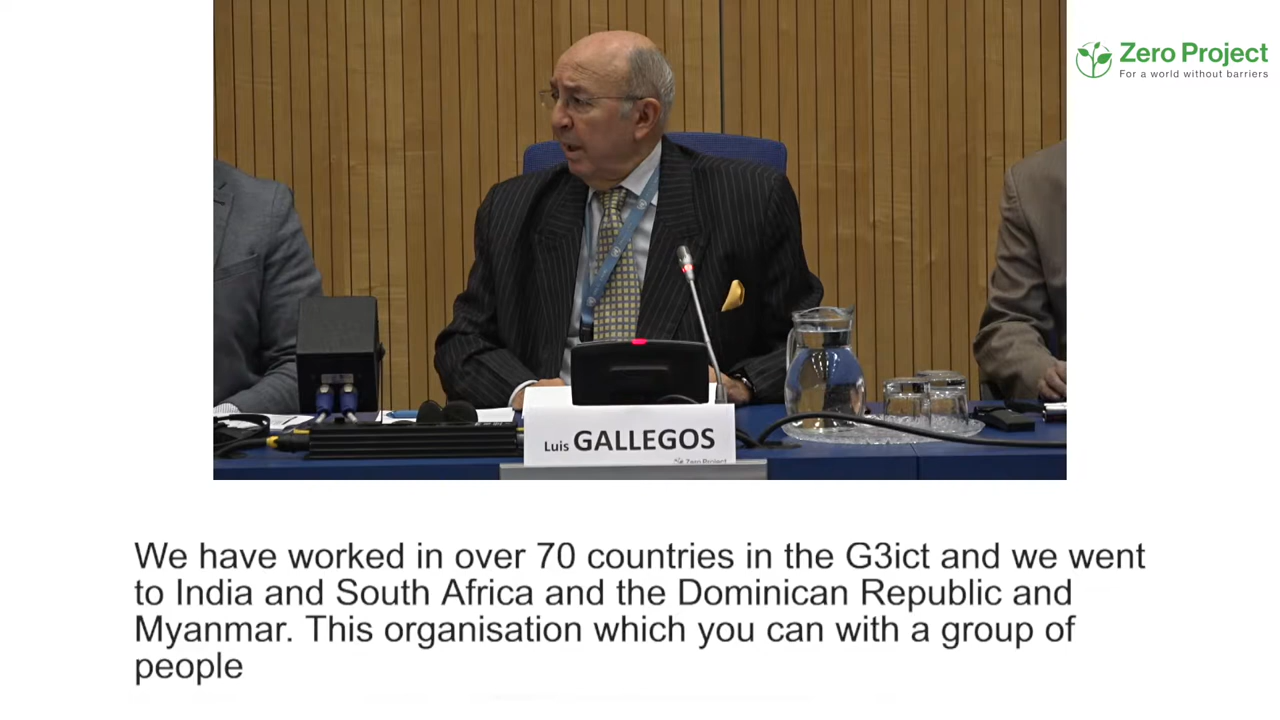 Zero Project
For a world without barriers
Luis GALLEGOS
Zero Project
We have worked in over 70 countries in the G3ict and we went
to India and South Africa and the Dominican Republic and
Myanmar. This organisation which you can with a group of
people